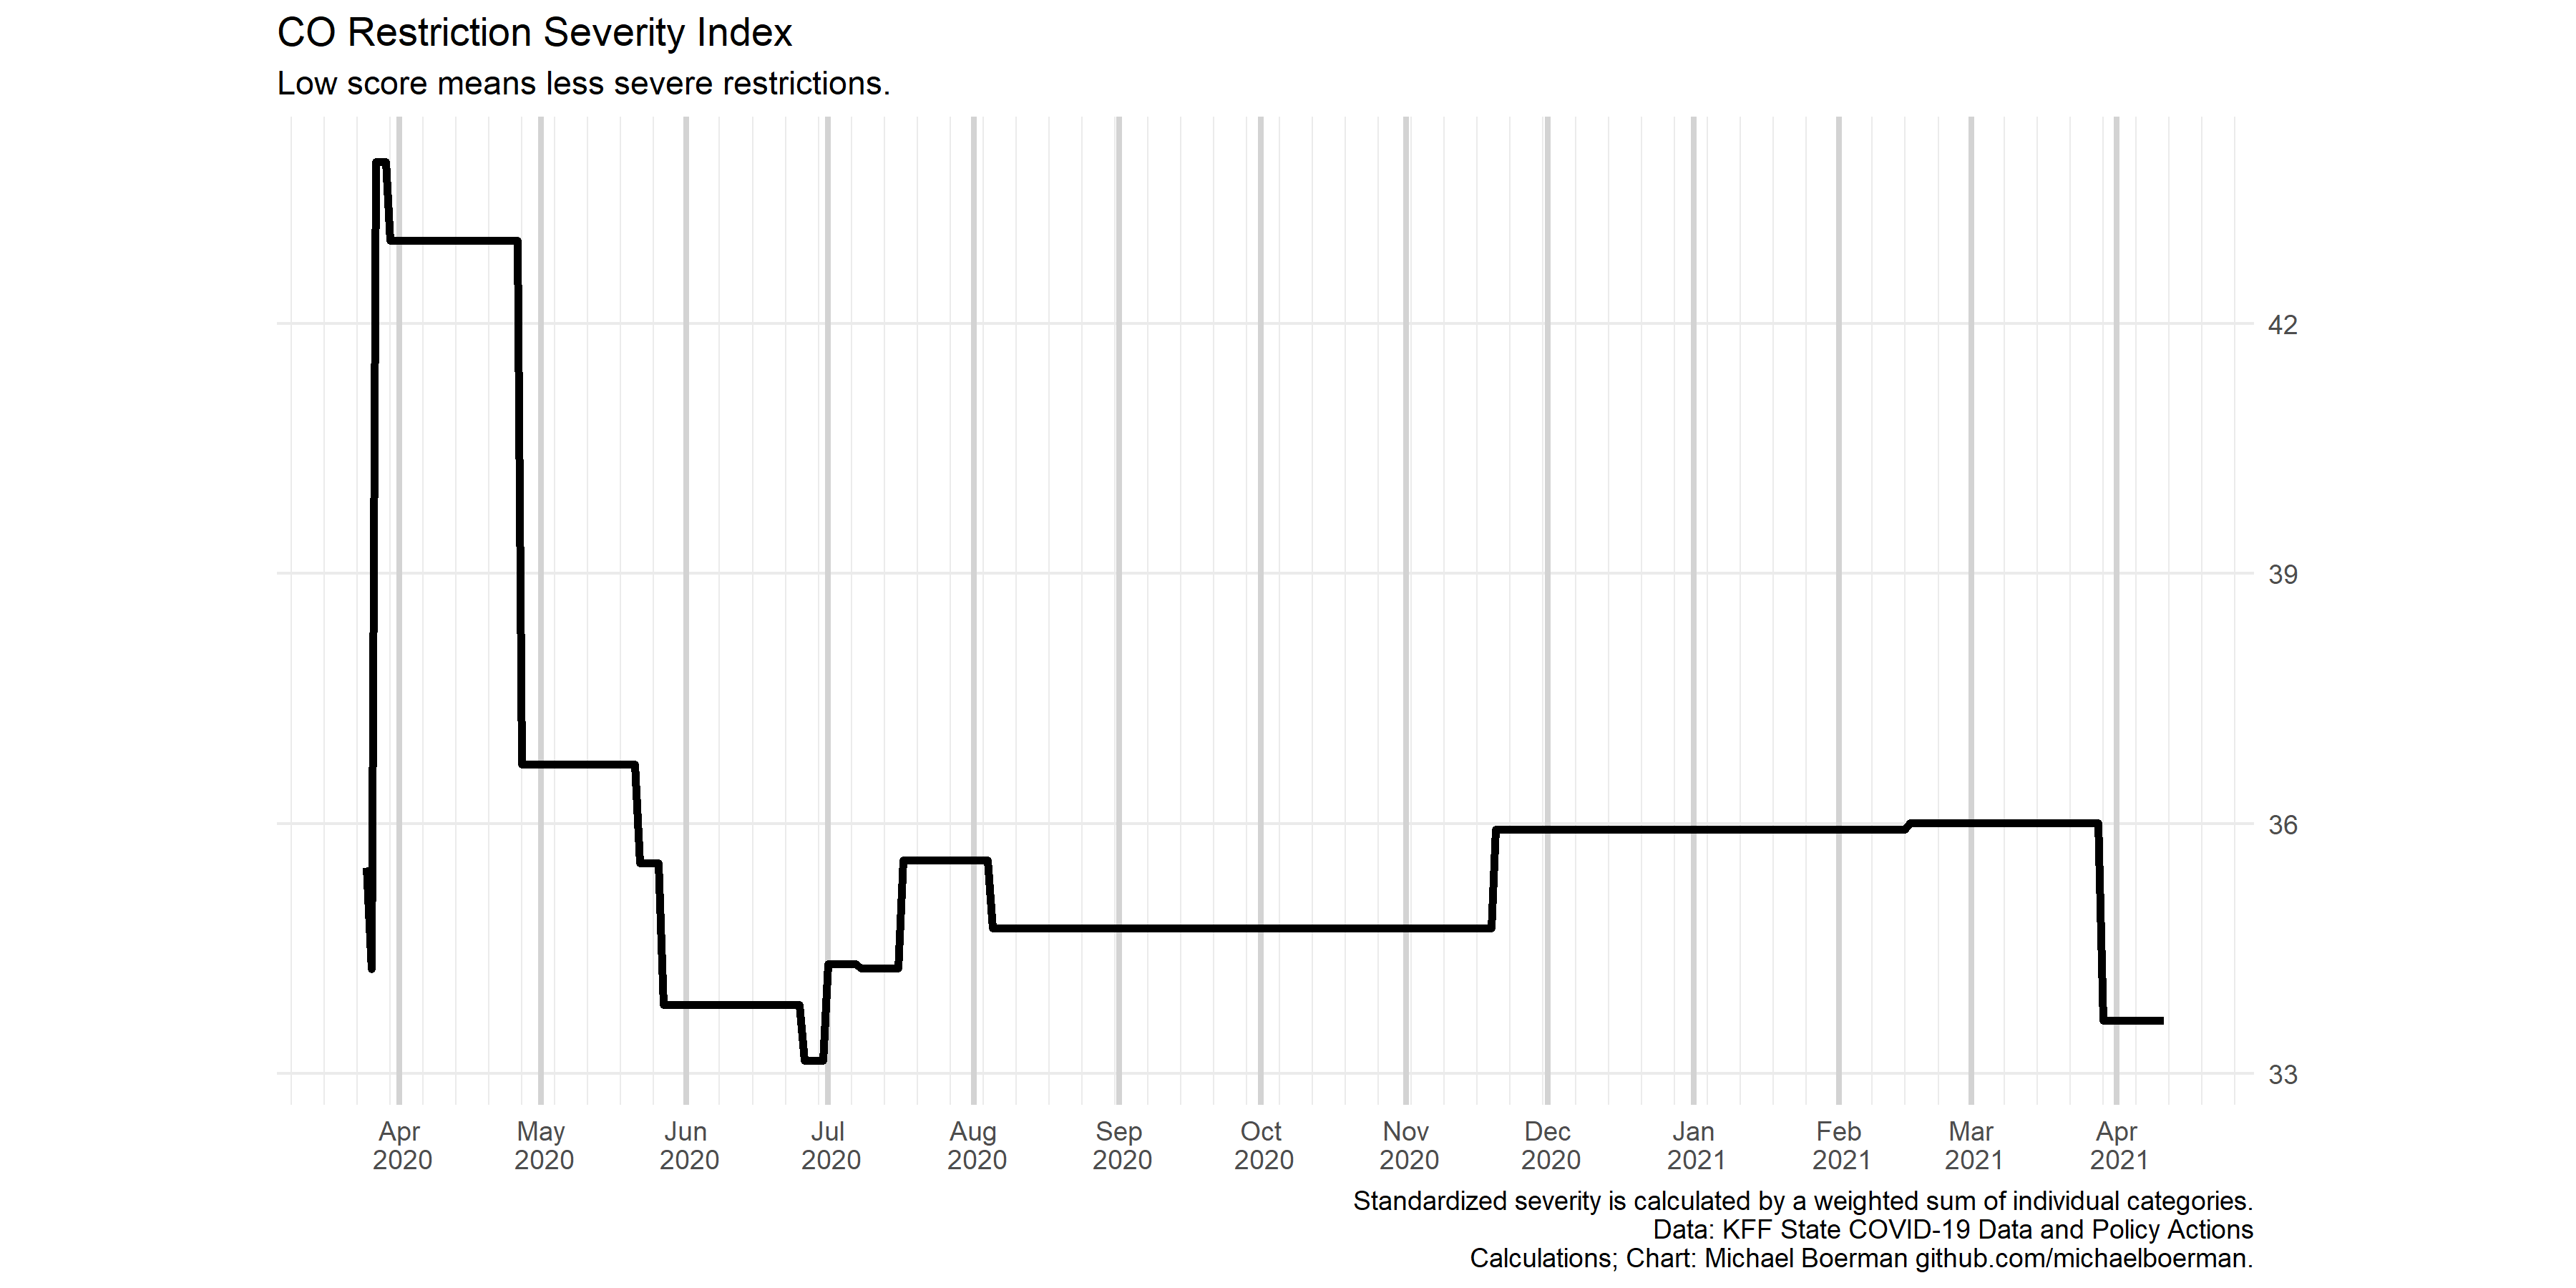 CO Restriction Severity Index
Low score means less severe restrictions.
42
39
36
33
Apr May Jun Jul Aug Sep Oct Nov Dec Jan Feb Mar Apr
2020 2020 2020 2020 2020 2020 2020 2020 2020 2021 2021 2021 2021
Standardized severity is calculated by a weighted sum of individual categories.
Data: KFF State COVID-19 Data and Policy Actions
Calculations; Chart: Michael Boerman github.com/michaelboerman.